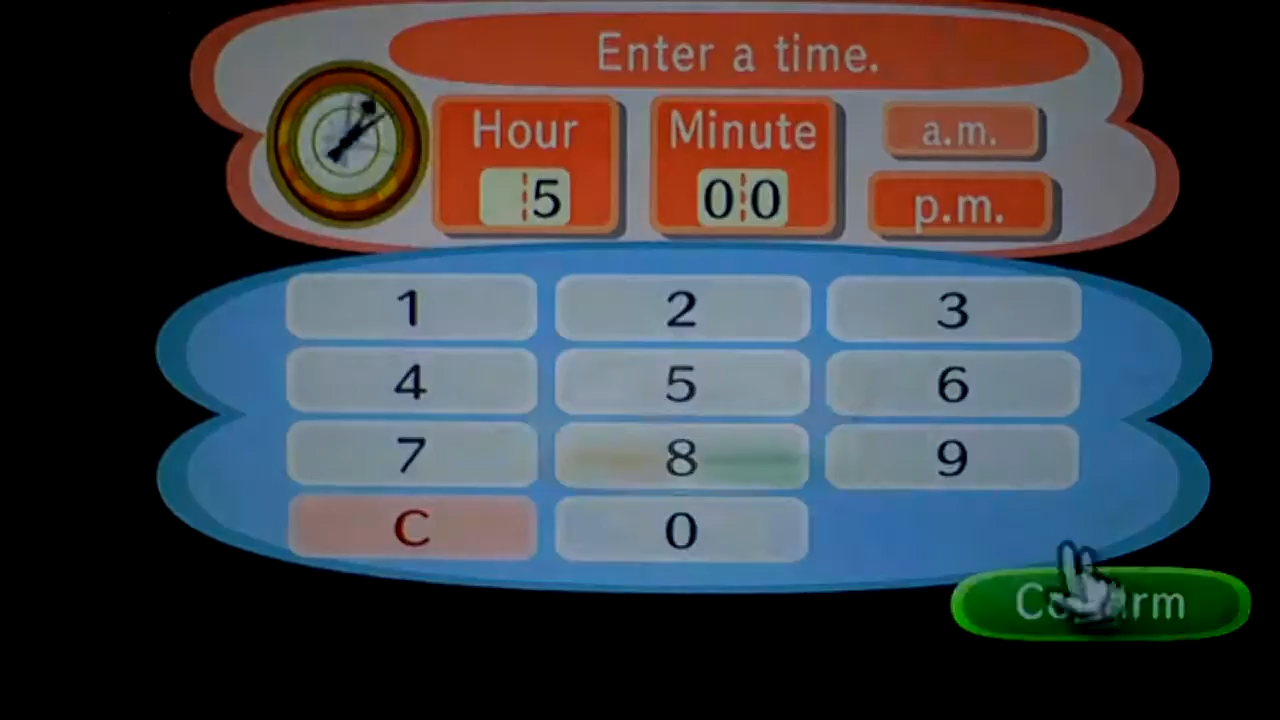 Enter a time.
Hour
Minute
a.m.
5
00
p.m.
1 2 3
4 5 6
7 8 9
C 0